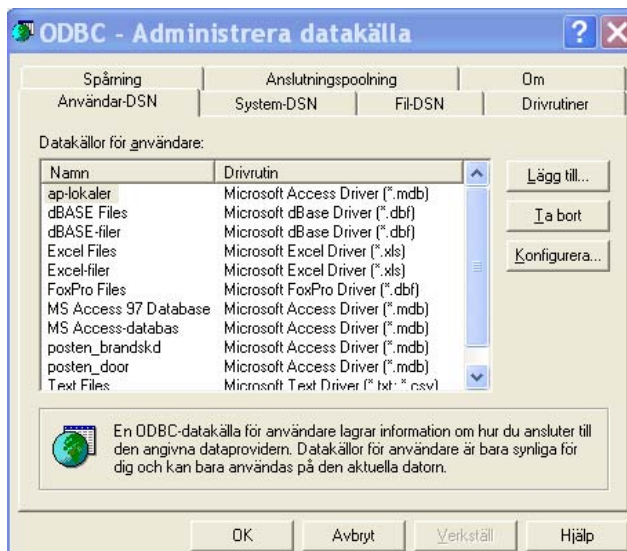 ODBC - Administrera datakälla
Spårning Anslutningspoolning Om
Användar-DSN System-DSN Fil-DSN Drivrutiner
Datakällor för användare:
Namn Drivrutin
ap-lokaler Microsoft Access Driver (*.mdb)
dBASE Files Microsoft dBase Driver (*.dbf)
dBASE-filer Microsoft dBase Driver (*.dbf)
Excel Files Microsoft Excel Driver (*.xls)
Excel-filer Microsoft Excel Driver (*.xls)
FoxPro Files Microsoft FoxPro Driver (*.dbf)
MS Access 97 Database Microsoft Access Driver (*.mdb)
MS Access-databas Microsoft Access Driver (*.mdb)
posten_brandskd Microsoft Access Driver (*.mdb)
posten_door Microsoft Access Driver (*.mdb)
Text Files Microsoft Text Driver (*.txt; *.csv)
Lägg till...
Ta bort
Konfigurera...
En ODBC-datakälla för användare lagrar information om hur du ansluter till
den angivna dataprovidern. Datakällor för användare är bara synliga för
dig och kan bara användas på den aktuella datorn.
OK Avbryt Verkställ Hjälp